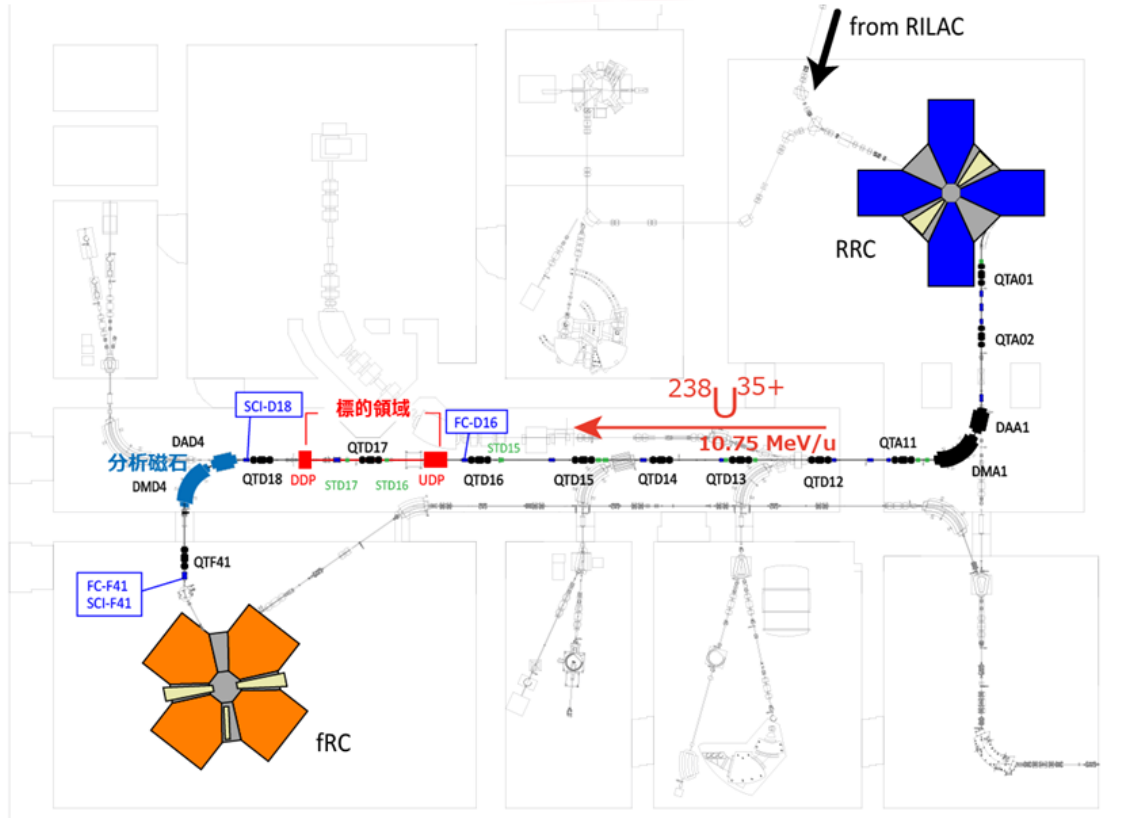 from RILAC
RRC
QTA01
QTA02
²³⁸U³⁵⁺
10.75 MeV/u
SCI-D18
標的領域
FC-D16
DAA1
DMA1
QTA11
DAD4
分析磁石
DMD4
QTD17
STD15
QTD18
DDP
STD17
STD16
UDP
QTD16
QTD15
QTD14
QTD13
QTD12
QTF41
FC-F41
SCI-F41
fRC